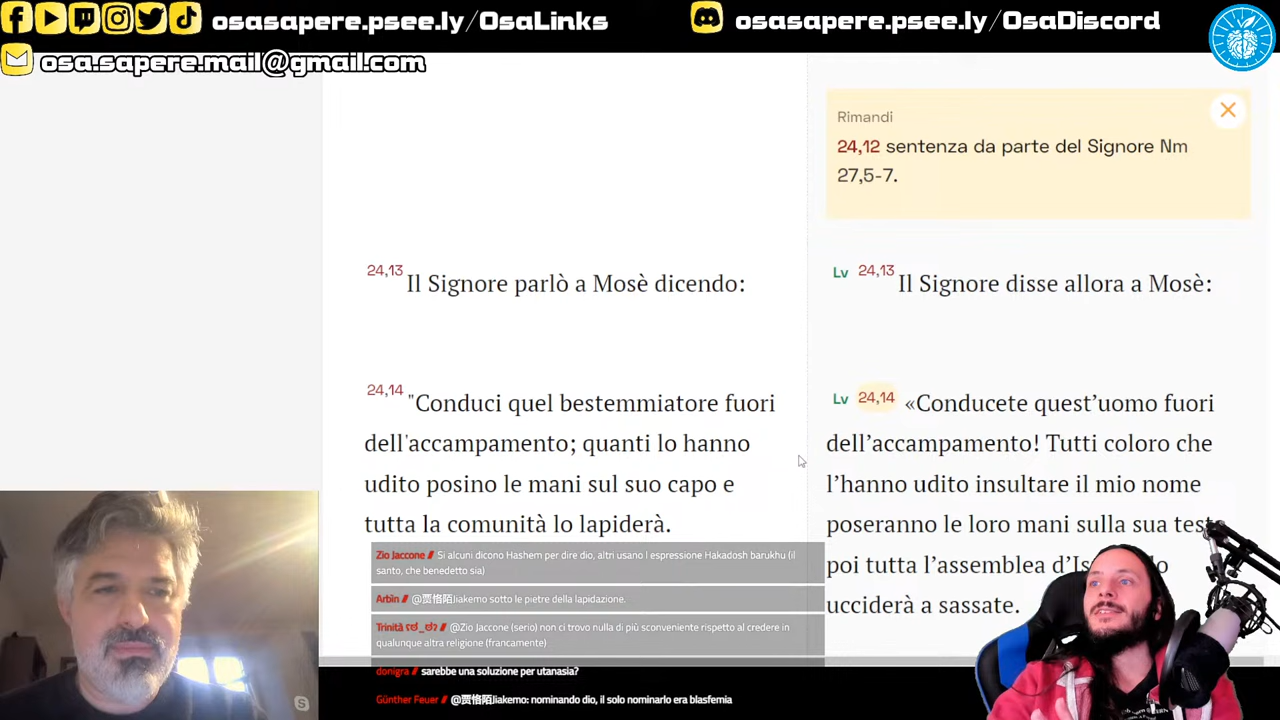 osasapere.psee.ly/OsaLinks
osasapere.psee.ly/OsaDiscord
osa.sapere.mail@gmail.com
Rimandi
24,12 sentenza da parte del Signore Nm
27,5-7.
24,13 Il Signore parlò a Mosè dicendo:
Lv 24,13 Il Signore disse allora a Mosè:
24,14 "Conduci quel bestemmiatore fuori
dell'accampamento; quanti lo hanno
udito posino le mani sul suo capo e
tutta la comunità lo lapiderà.
Lv 24,14 «Conducete quest’uomo fuori
dell’accampamento! Tutti coloro che
l’hanno udito insultare il mio nome
poseranno le loro mani sulla sua
poi tutta l’assemblea
ucciderà a sassate.
Zio Jaccone // Si alcuni dicono Hashem per dire dio, altri usano l espressione Hakadosh barukhu (il
santo, che benedetto sia)
Arbìn // @贾恪陌Jiakemo sotto le pietre della lapidazione.
Trinità // @Zio Jaccone (serio) non ci trovo nulla di più sconveniente rispetto al credere in
qualunque altra religione (francamente)
donigra // sarebbe una soluzione per utanasia?
Günther Feuer // @贾恪陌Jiakemo: nominando dio, il solo nominarlo era blasfemia